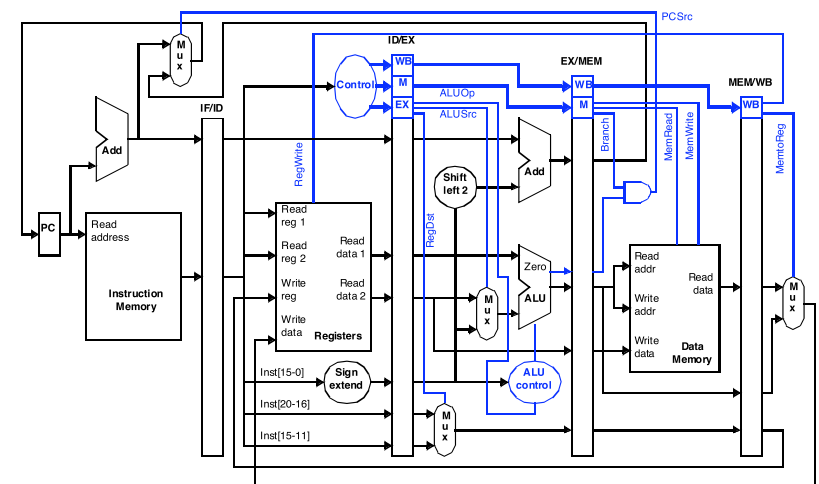 PCSrc
M
u
x
ID/EX
EX/MEM
MEM/WB
IF/ID
WB
M
EX
Control
ALUOp
ALUSrc
WB
M
WB
Add
RegWrite
Branch
MemRead
MemWrite
MemtoReg
Shift
left 2
Add
PC
Read
address
Instruction
Memory
Read
reg 1
Read
reg 2
Write
reg
Write
data
Read
data 1
Read
data 2
Registers
RegDst
M
u
x
Zero
ALU
Read
addr
Write
addr
Write
data
Read
data
Data
Memory
M
u
x
Inst[15-0]
Sign
extend
ALU
control
Inst[20-16]
Inst[15-11]
M
u
x